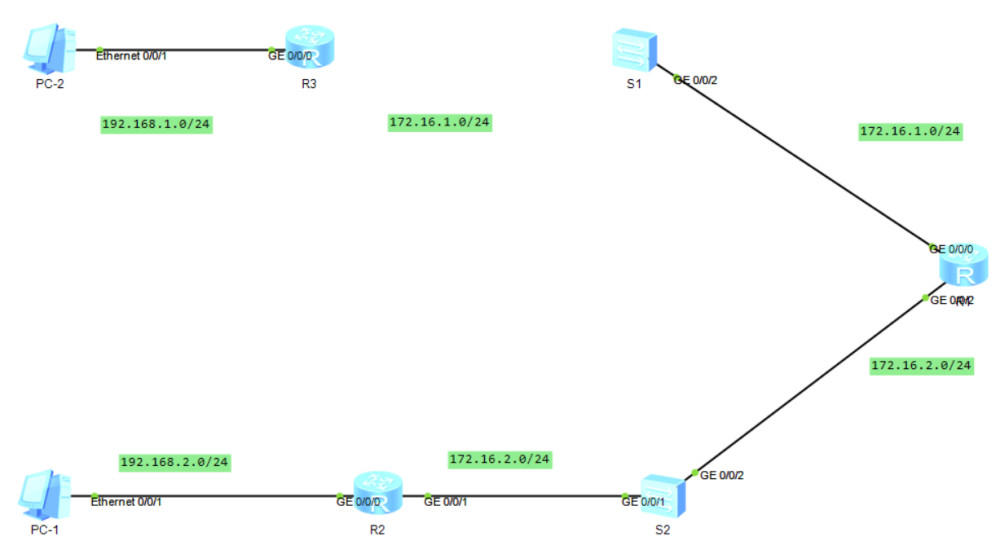 Ethernet 0/0/1
GE 0/0/0
PC-2
R3
S1
GE 0/0/2
192.168.1.0/24
172.16.1.0/24
172.16.1.0/24
GE 0/0/0
R
GE 0/0/2
172.16.2.0/24
192.168.2.0/24
172.16.2.0/24
GE 0/0/2
Ethernet 0/0/1
GE 0/0/0
GE 0/0/1
GE 0/0/1
PC-1
R2
S2